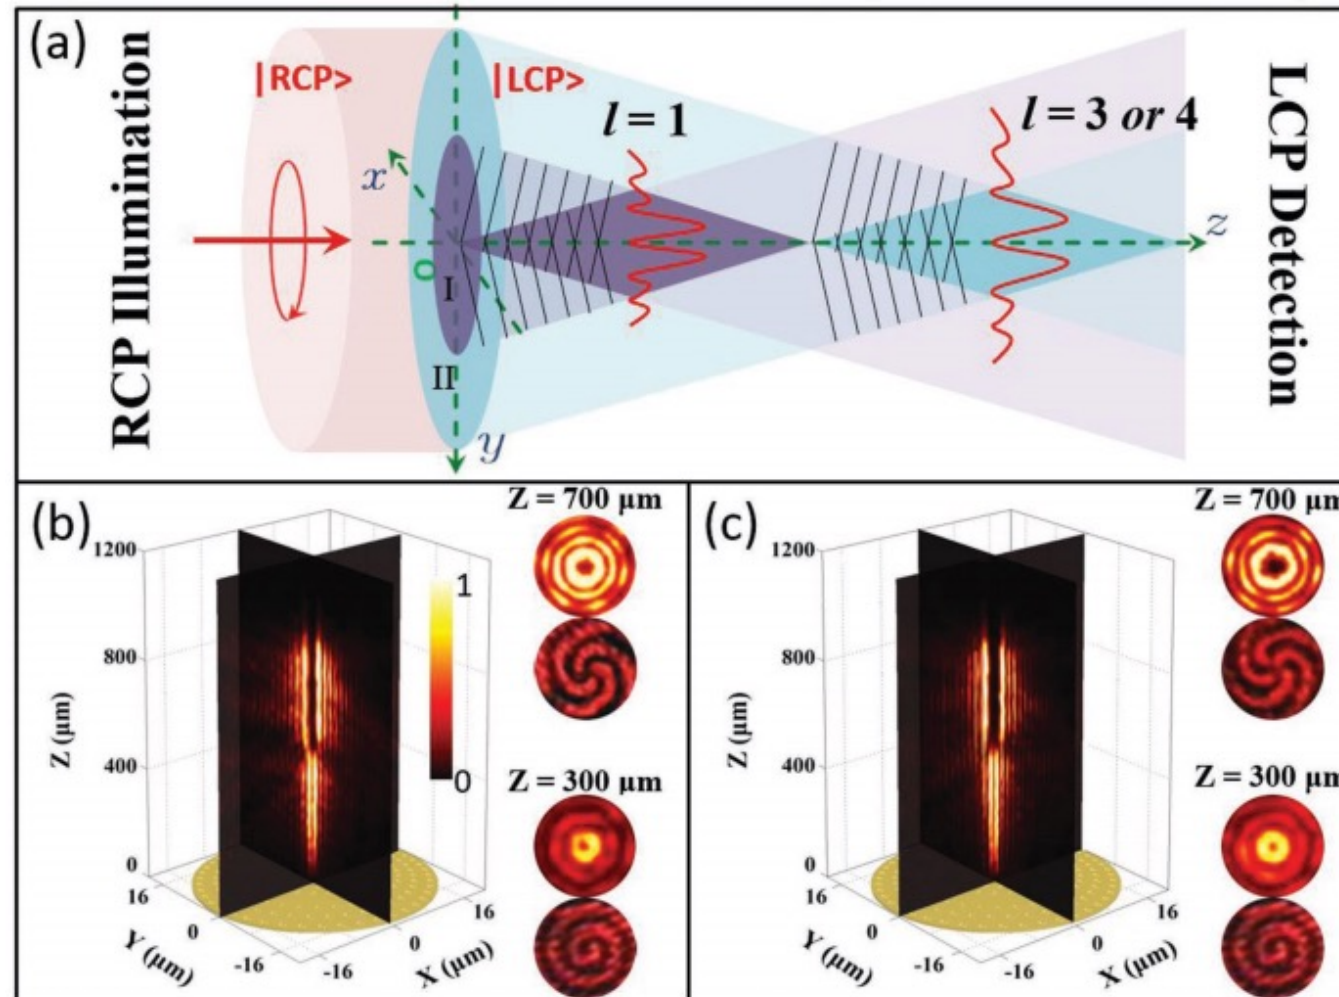 (a)
RCP Illumination
|RCP>
|LCP>
l = 1
l = 3 or 4
LCP Detection
x
O
I
II
y
z
(b)
Z = 700 μm
1200
1
800
Z (μm)
400
0
Z = 300 μm
0
16
16
Y (μm)
0
0
X (μm)
-16
-16
(c)
Z = 700 μm
1200
800
Z (μm)
400
Z = 300 μm
0
16
16
Y (μm)
0
0
X (μm)
-16
-16